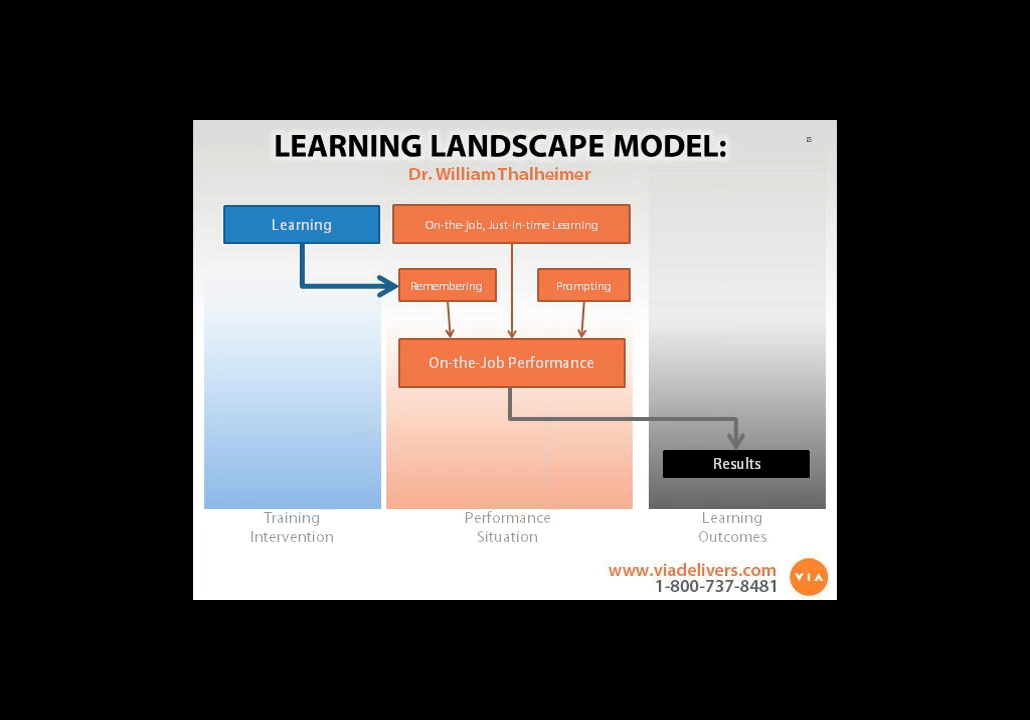 LEARNING LANDSCAPE MODEL:
Dr. William Thalheimer
Learning
On-the-job, Just-in-time Learning
Remembering
Prompting
On-the-Job Performance
Results
Training
Intervention
Performance
Situation
Learning
Outcomes
www.viadelivers.com
1-800-737-8481
VIA